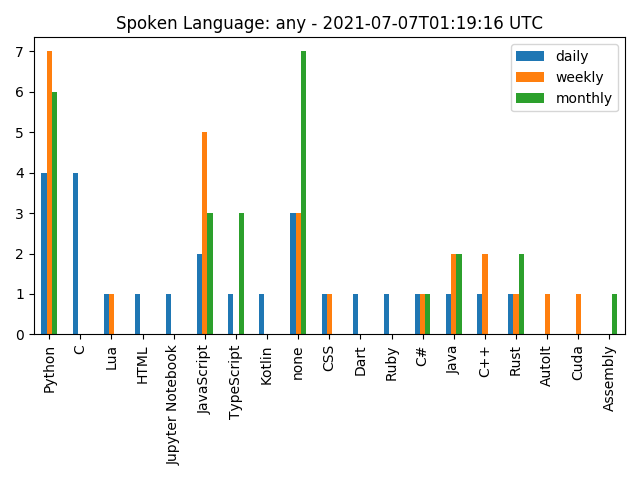 Spoken Language: any - 2021-07-07T01:19:16 UTC
daily
weekly
monthly
7
6
5
4
3
2
1
0
Python
C
Lua
HTML
Jupyter Notebook
JavaScript
TypeScript
Kotlin
none
CSS
Dart
Ruby
C#
Java
C++
Rust
AutoIt
Cuda
Assembly